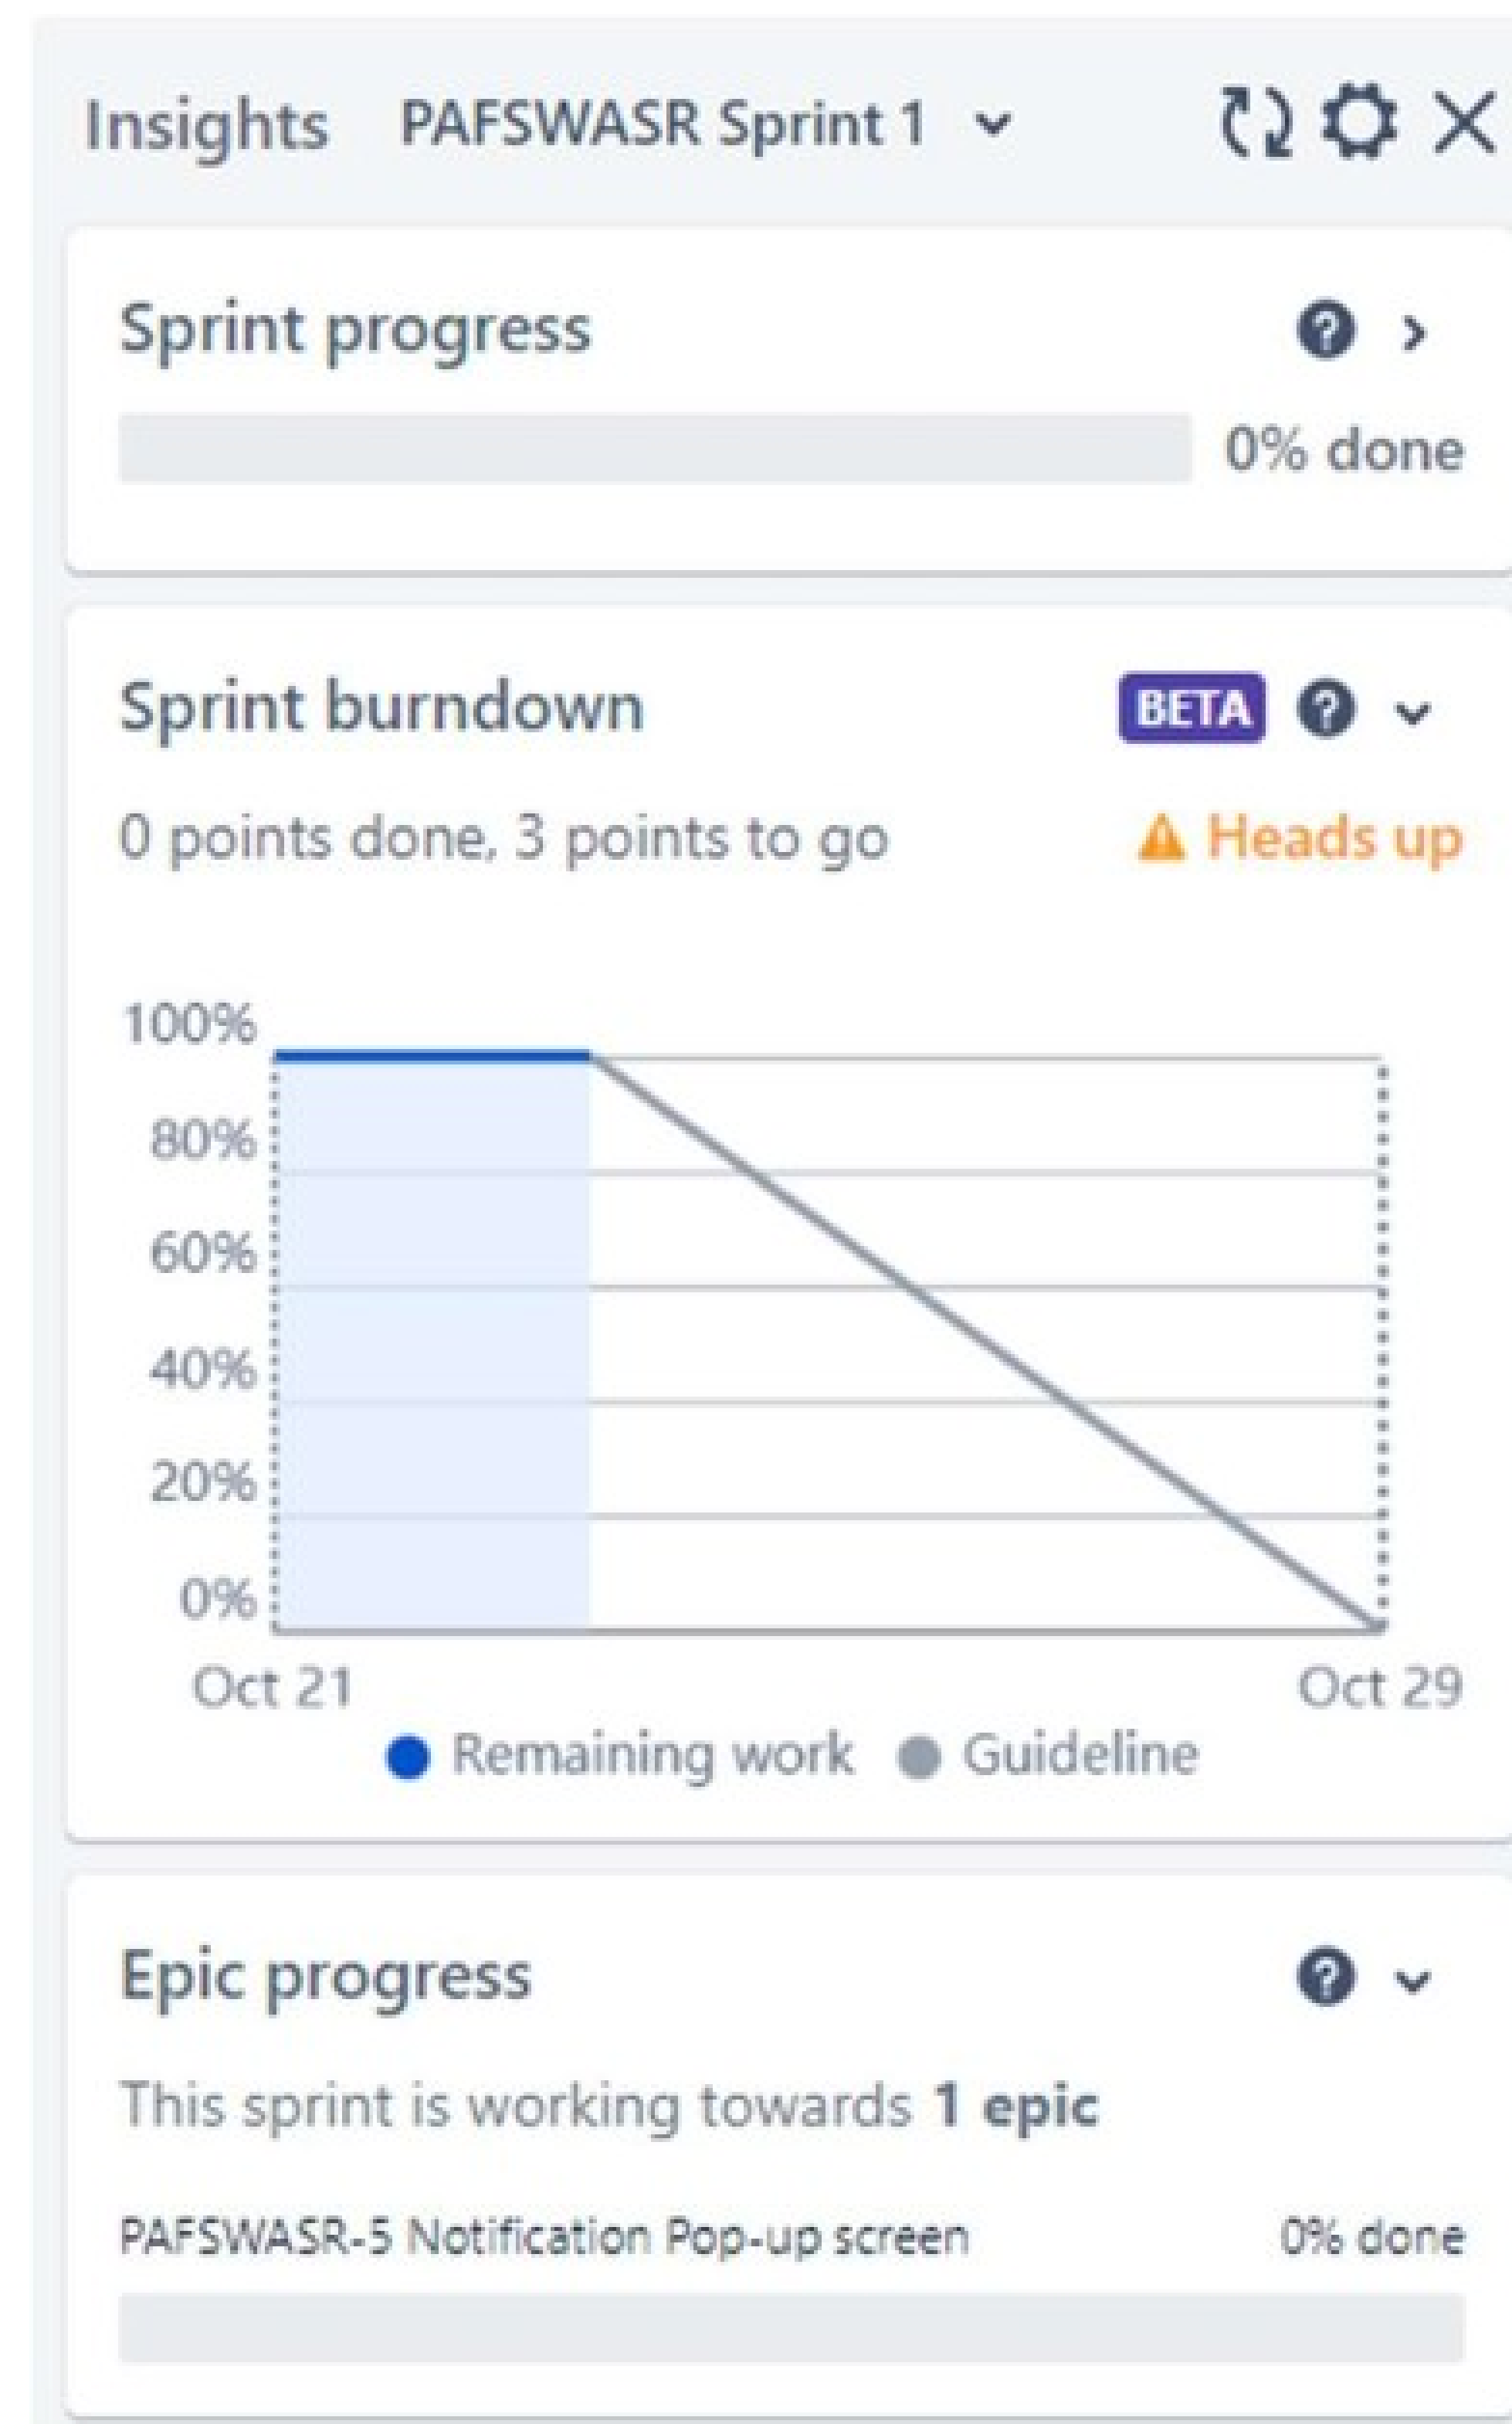 Insights PAFSWASR Sprint 1
Sprint progress
0% done
Sprint burndown BETA
0 points done, 3 points to go Heads up
100%
80%
60%
40%
20%
0%
Oct 21 Oct 29
Remaining work Guideline
Epic progress
This sprint is working towards 1 epic
PAFSWASR-5 Notification Pop-up screen 0% done